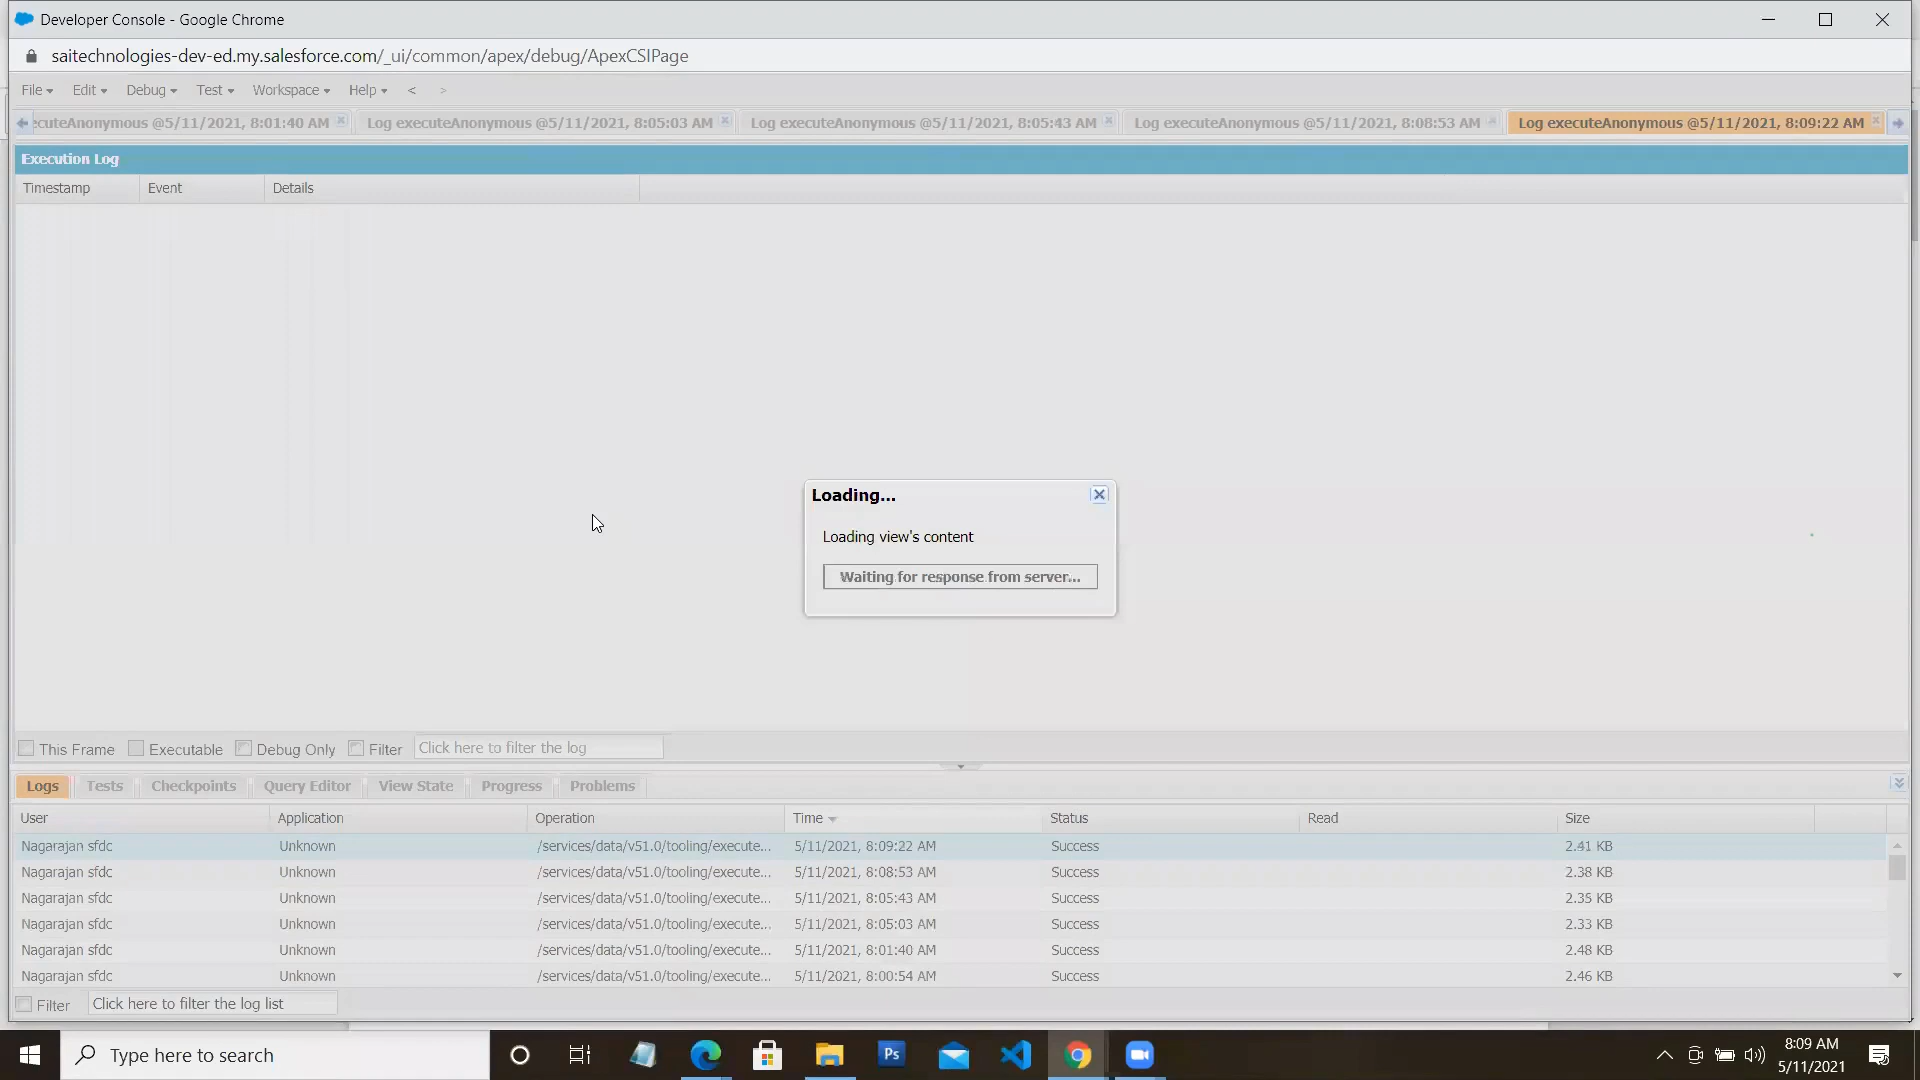 Developer Console - Google Chrome
saitechnologies-dev-ed.my.salesforce.com/_ui/common/apex/debug/ApexCSIPage
File Edit Debug Test Workspace Help < >
ecuteAnonymous @5/11/2021, 8:01:40 AM Log executeAnonymous @5/11/2021, 8:05:03 AM Log executeAnonymous @5/11/2021, 8:05:43 AM Log executeAnonymous @5/11/2021, 8:08:53 AM Log executeAnonymous @5/11/2021, 8:09:22 AM
Execution Log
Timestamp Event Details
Loading...
Loading view's content
Waiting for response from server...
This Frame Executable Debug Only Filter Click here to filter the log
Logs Tests Checkpoints Query Editor View State Progress Problems
User Application Operation Time Status Read Size
Nagarajan sfdc Unknown /services/data/v51.0/tooling/execute... 5/11/2021, 8:09:22 AM Success 2.41 KB
Nagarajan sfdc Unknown /services/data/v51.0/tooling/execute... 5/11/2021, 8:08:53 AM Success 2.38 KB
Nagarajan sfdc Unknown /services/data/v51.0/tooling/execute... 5/11/2021, 8:05:43 AM Success 2.35 KB
Nagarajan sfdc Unknown /services/data/v51.0/tooling/execute... 5/11/2021, 8:05:03 AM Success 2.33 KB
Nagarajan sfdc Unknown /services/data/v51.0/tooling/execute... 5/11/2021, 8:01:40 AM Success 2.48 KB
Nagarajan sfdc Unknown /services/data/v51.0/tooling/execute... 5/11/2021, 8:00:54 AM Success 2.46 KB
Filter Click here to filter the log list
Type here to search Ps 8:09 AM
5/11/2021